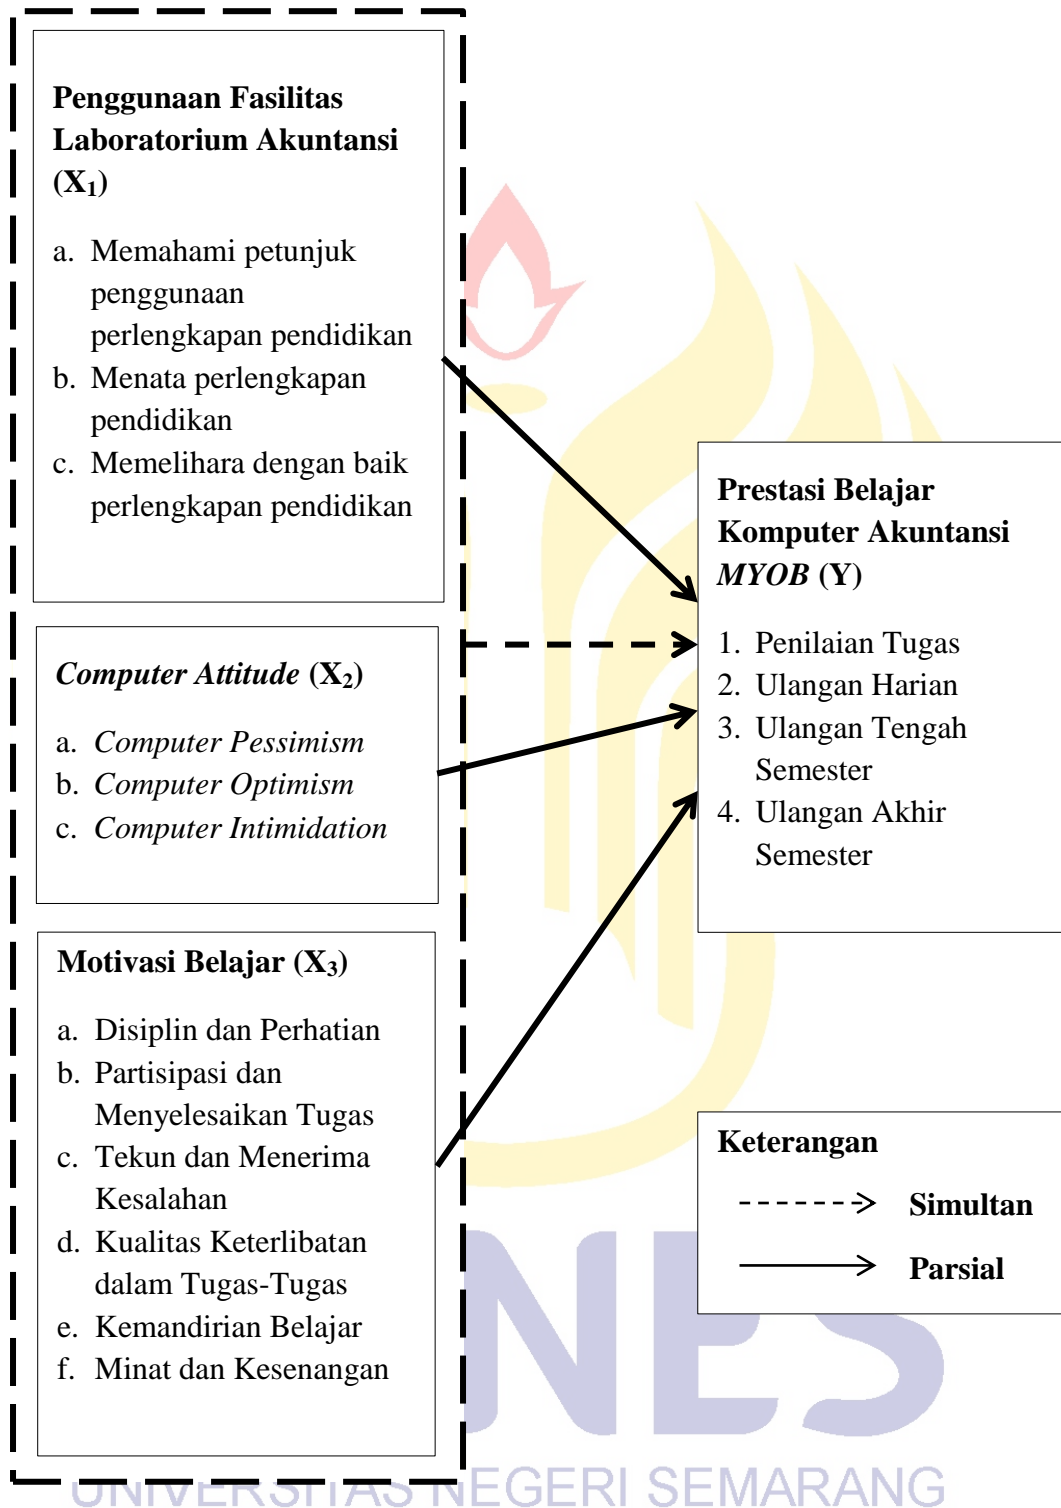 Penggunaan Fasilitas
Laboratorium Akuntansi
(X₁)
a. Memahami petunjuk
penggunaan
perlengkapan pendidikan
b. Menata perlengkapan
pendidikan
c. Memelihara dengan baik
perlengkapan pendidikan
Computer Attitude (X₂)
a. Computer Pessimism
b. Computer Optimism
c. Computer Intimidation
Motivasi Belajar (X₃)
a. Disiplin dan Perhatian
b. Partisipasi dan
Menyelesaikan Tugas
c. Tekun dan Menerima
Kesalahan
d. Kualitas Keterlibatan
dalam Tugas-Tugas
e. Kemandirian Belajar
f. Minat dan Kesenangan
Prestasi Belajar
Komputer Akuntansi
MYOB (Y)
1. Penilaian Tugas
2. Ulangan Harian
3. Ulangan Tengah
Semester
4. Ulangan Akhir
Semester
Keterangan
Simultan
Parsial
NES
UNIVERSITAS NEGERI SEMARANG